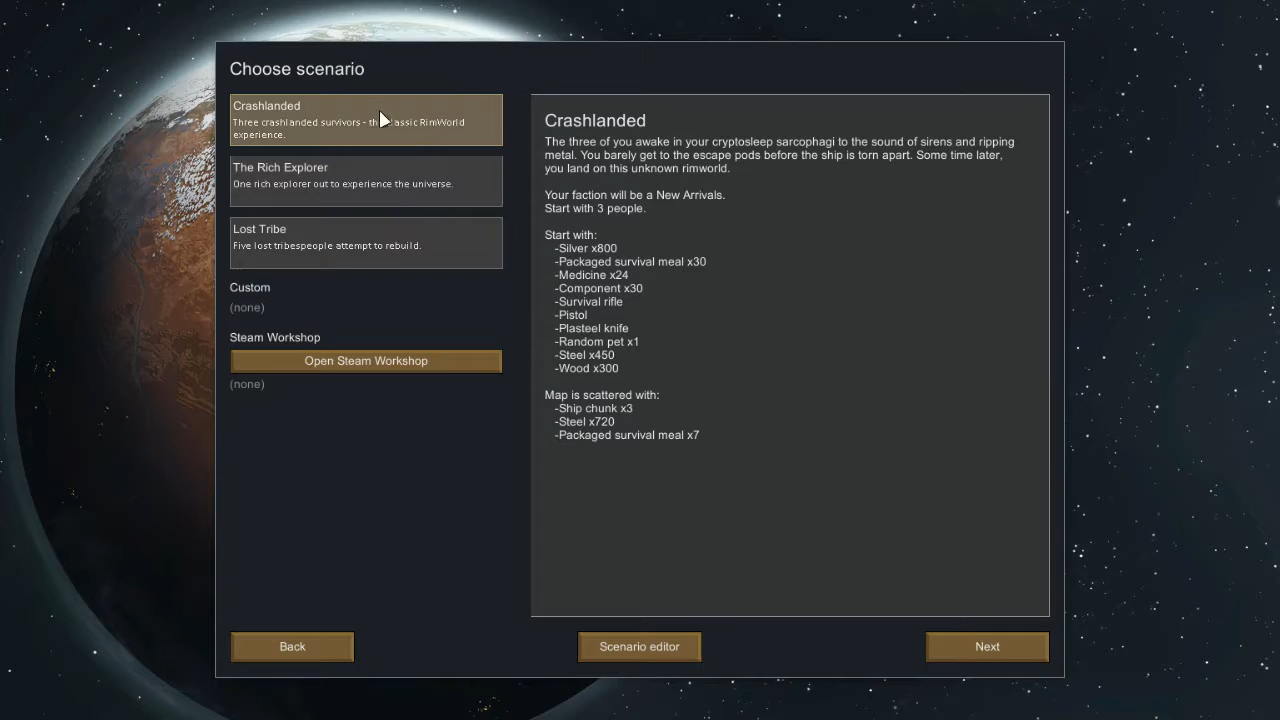 Choose scenario
Crashlanded
Three crashlanded survivors - the classic RimWorld
experience.
The Rich Explorer
One rich explorer out to experience the universe.
Lost Tribe
Five lost tribespeople attempt to rebuild.
Custom
(none)
Steam Workshop
Open Steam Workshop
(none)
Back
Crashlanded
The three of you awake in your cryptosleep sarcophagi to the sound of sirens and ripping
metal. You barely get to the escape pods before the ship is torn apart. Some time later,
you land on this unknown rimworld.
Your faction will be a New Arrivals.
Start with 3 people.
Start with:
-Silver x800
-Packaged survival meal x30
-Medicine x24
-Component x30
-Survival rifle
-Pistol
-Plasteel knife
-Random pet x1
-Steel x450
-Wood x300
Map is scattered with:
-Ship chunk x3
-Steel x720
-Packaged survival meal x7
Scenario editor
Next